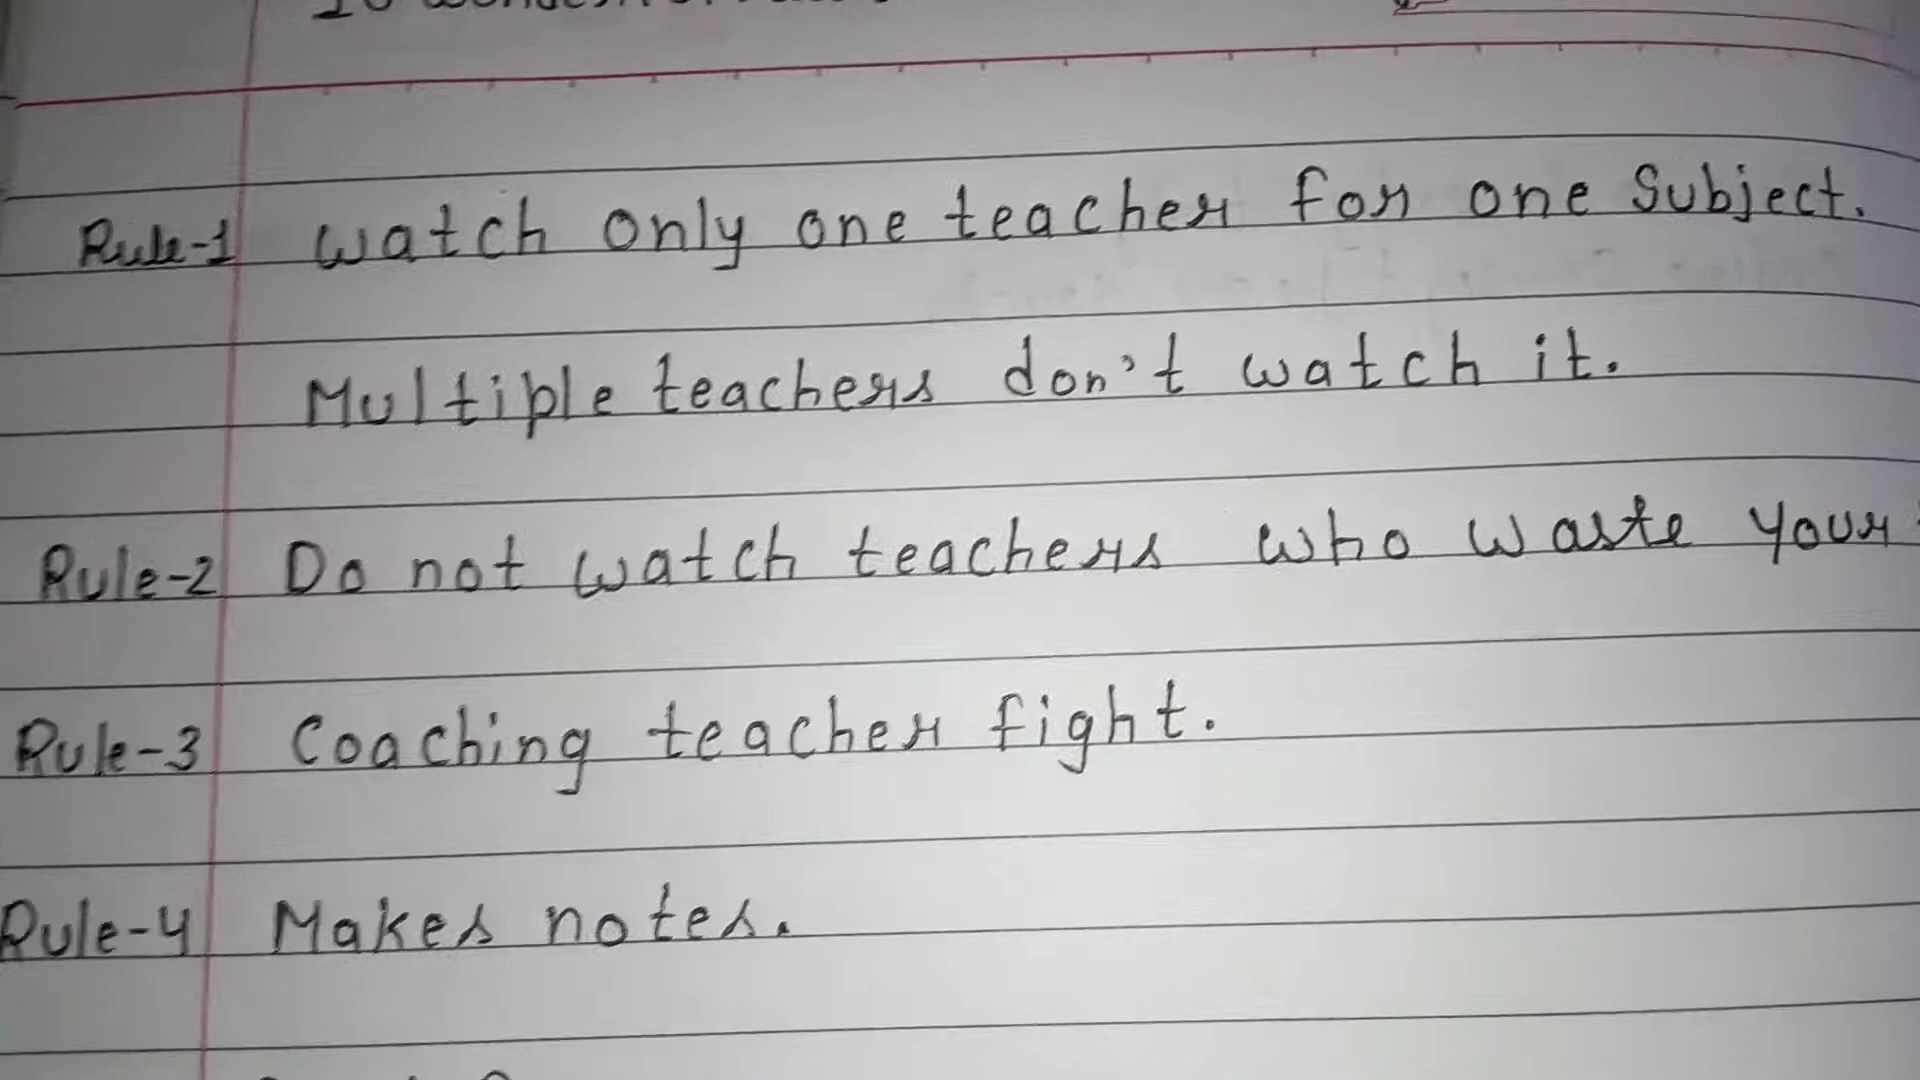 Rule-1 Watch only one teacher for one Subject.
Multiple teachers don't watch it.
Rule-2 Do not watch teachers who waste your
Rule-3 Coaching teacher fight.
Rule-4 Makes notes.